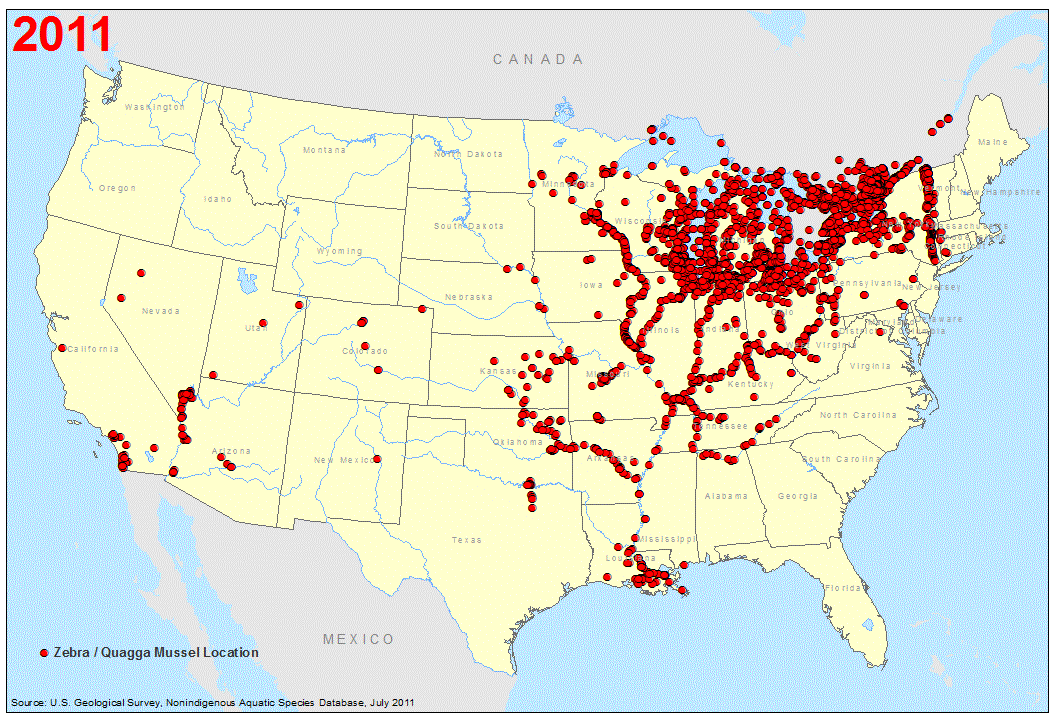 2011
CANADA
Washington
Montana
North Dakota
Minnesota
Maine
Oregon
Idaho
Vermont
New Hampshire
South Dakota
Wisconsin
Massachusetts
Wyoming
Iowa
Pennsylvania
New Jersey
Nebraska
Nevada
Utah
Illinois
Indiana
Ohio
Delaware
Maryland
District of Columbia
California
Colorado
Kansas
Missouri
West Virginia
Virginia
Kentucky
North Carolina
Tennessee
Oklahoma
Arizona
New Mexico
Arkansas
South Carolina
Alabama
Georgia
Texas
Mississippi
Louisiana
Florida
MEXICO
Zebra / Quagga Mussel Location
Source: U.S. Geological Survey, Nonindigenous Aquatic Species Database, July 2011